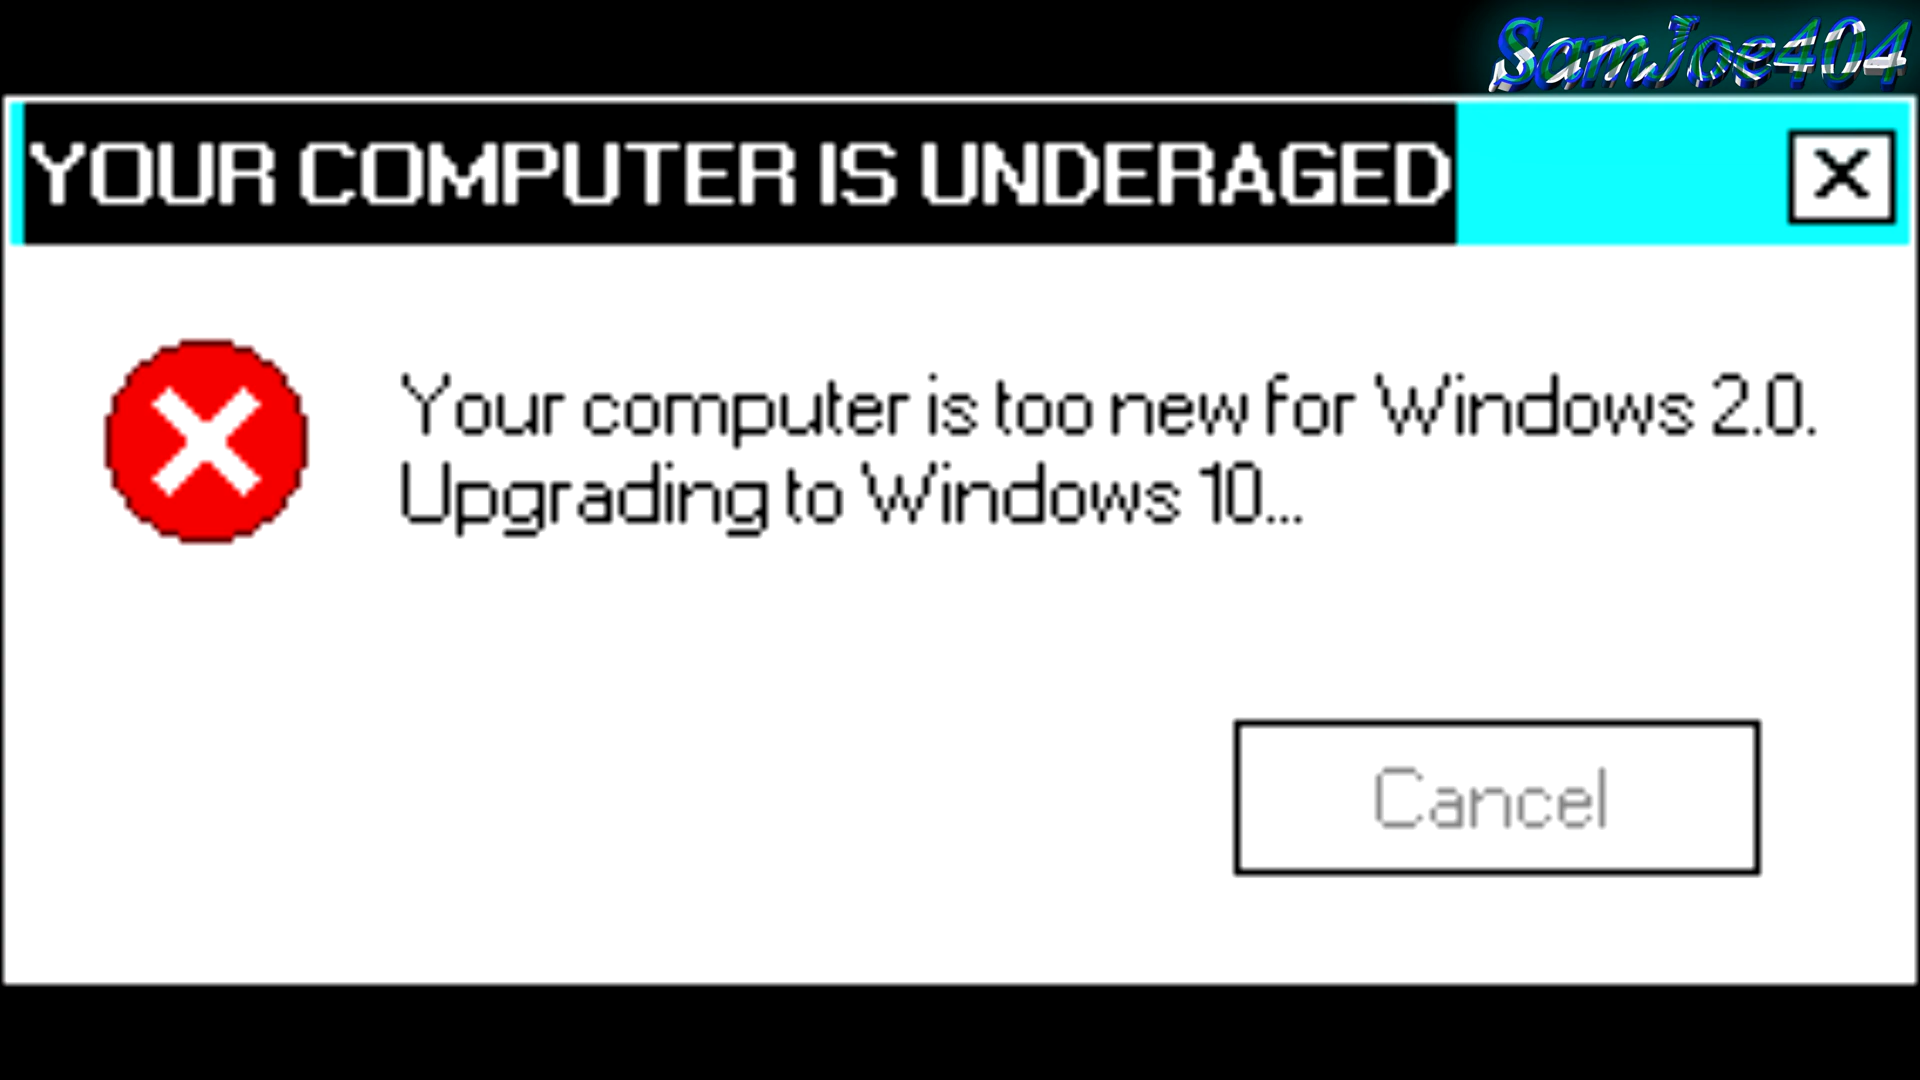 SamJoe404
YOUR COMPUTER IS UNDERAGED
Your computer is too new for Windows 2.0.
Upgrading to Windows 10...
Cancel